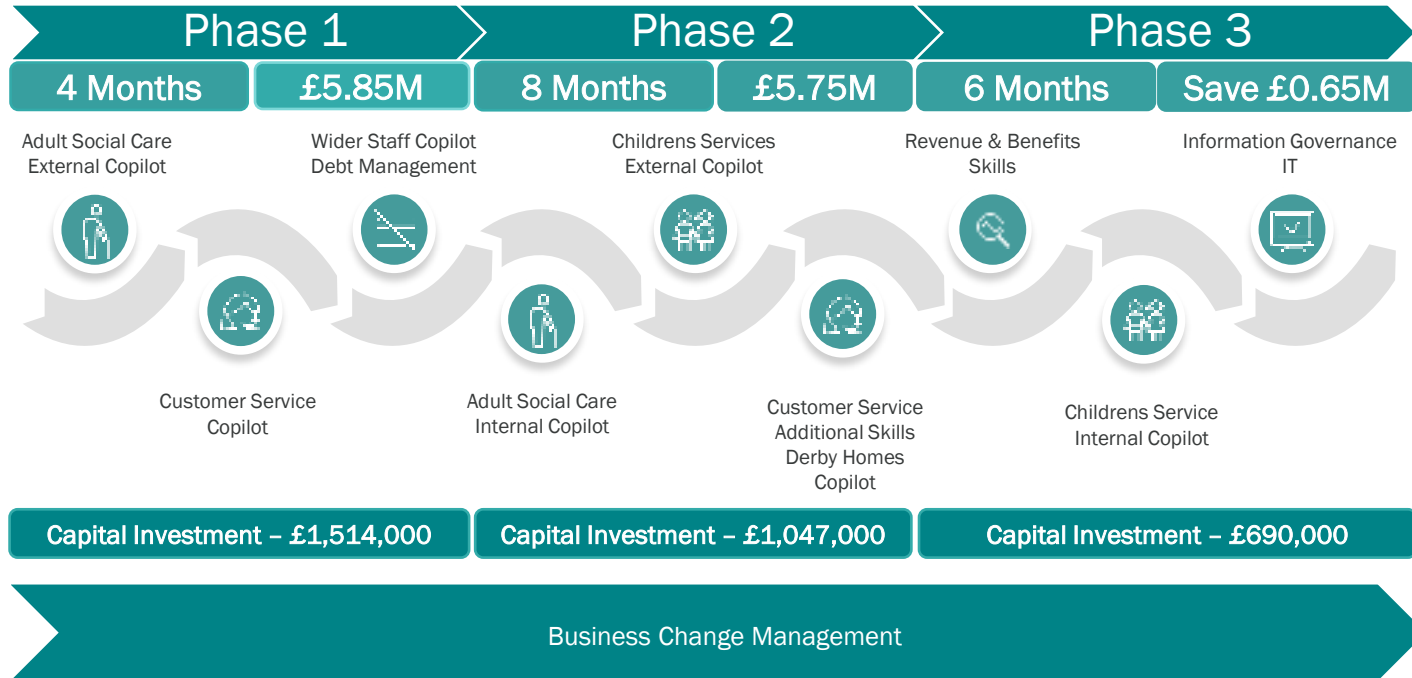 Phase 1
Phase 2
Phase 3
4 Months
£5.85M
8 Months
£5.75M
6 Months
Save £0.65M
Adult Social Care
External Copilot
Wider Staff Copilot
Debt Management
Childrens Services
External Copilot
Revenue & Benefits
Skills
Information Governance
IT
Customer Service
Copilot
Adult Social Care
Internal Copilot
Customer Service
Additional Skills
Derby Homes
Copilot
Childrens Service
Internal Copilot
Capital Investment – £1,514,000
Capital Investment – £1,047,000
Capital Investment – £690,000
Business Change Management